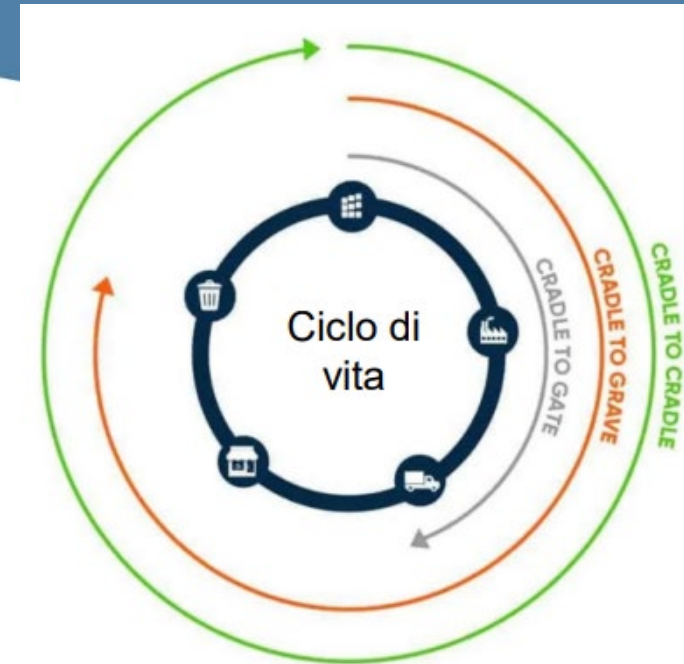 Ciclo di
vita
CRADLE TO GATE
CRADLE TO GRAVE
CRADLE TO CRADLE